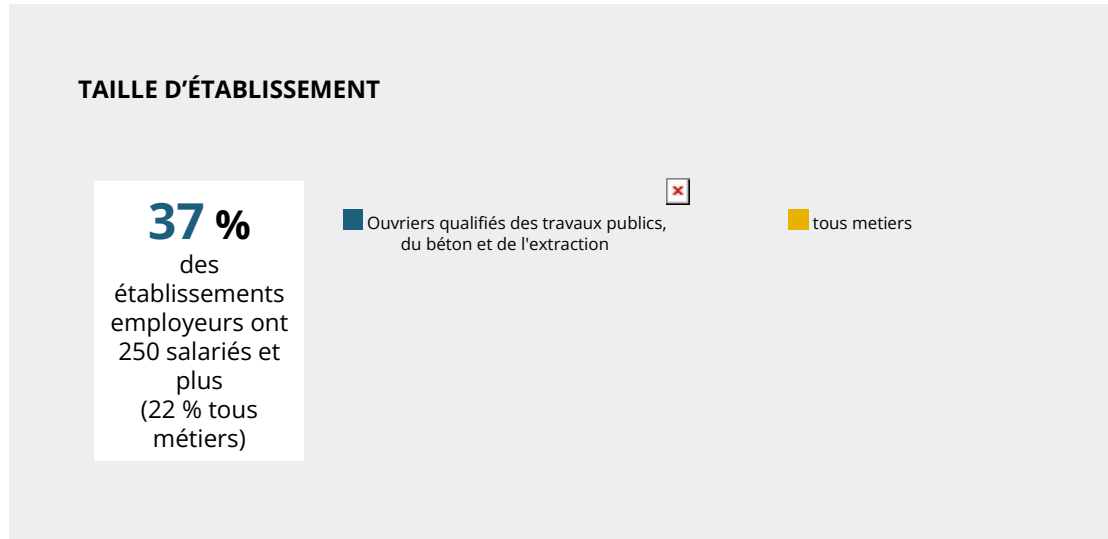 TAILLE D'ÉTABLISSEMENT
37 %
des
établissements
employeurs ont
250 salariés et
plus
(22 % tous
métiers)
Ouvriers qualifiés des travaux publics,
du béton et de l'extraction
tous metiers